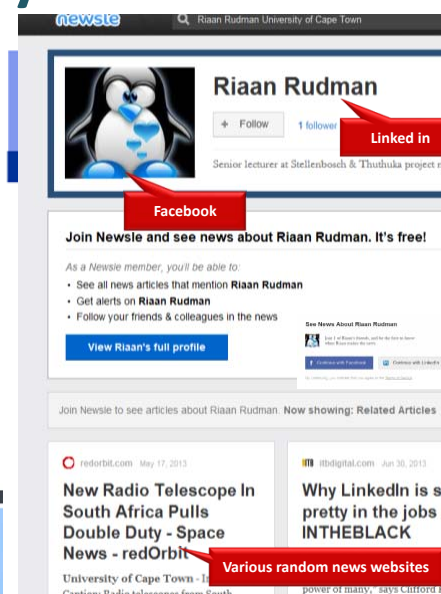 newsle
Riaan Rudman University of Cape Town
Riaan Rudman
+ Follow
1 follower
Linked in
Senior lecturer at Stellenbosch & Thuthuka project
Facebook
Join Newsle and see news about Riaan Rudman. It's free!
As a Newsle member, you'll be able to:
• See all news articles that mention Riaan Rudman
• Get alerts on Riaan Rudman
• Follow your friends & colleagues in the news
View Riaan's full profile
See News About Riaan Rudman
Continue with Facebook
Continue with LinkedIn
Join Newsle to see articles about Riaan Rudman. Now showing: Related Articles
redorbit.com May 17, 2013
New Radio Telescope In
South Africa Pulls
Double Duty - Space
News - redOrbit
University of Cape Town -
itbdigital.com Jun 30, 2013
Why LinkedIn is s
pretty in the jobs
INTHEBLACK
Various random news websites
power of many," says Clifford